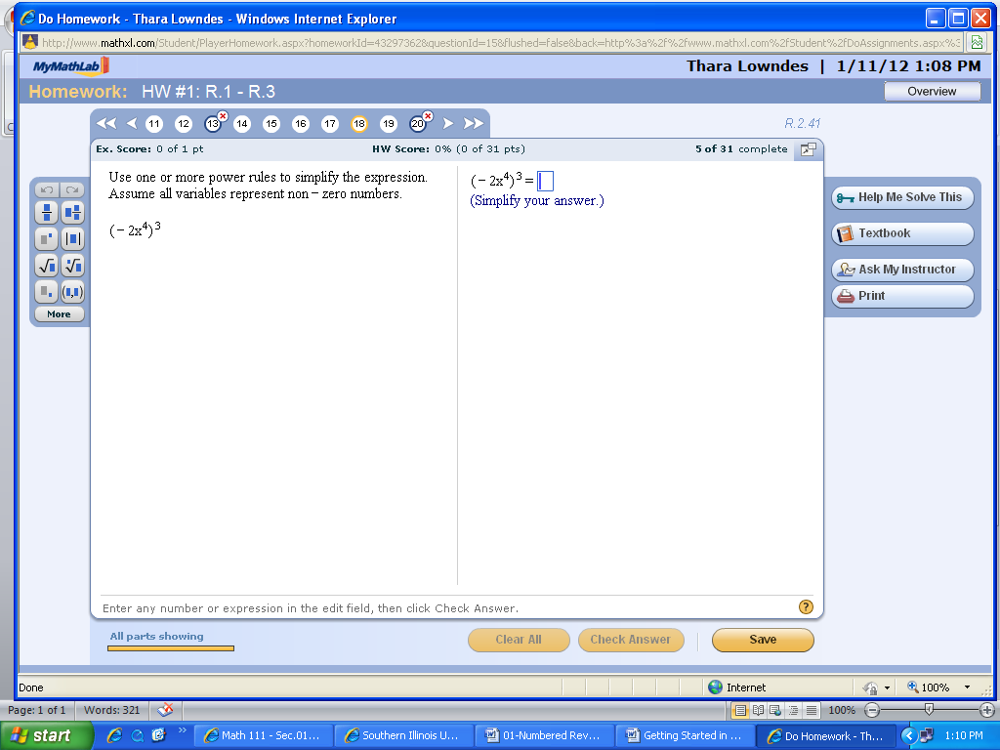 Do Homework - Thara Lowndes - Windows Internet Explorer
http://www.mathxl.com/Student/PlayerHomework.aspx?homeworkId=43297362&questionId=15&flushed=false&back=http%3a%2f%2fwww.mathxl.com%2fStudent%2fDoAssignments.aspx%3
MyMathLab
Thara Lowndes | 1/11/12 1:08 PM
Homework: HW #1: R.1 - R.3
Overview
11 12 13 14 15 16 17 18 19 20
R.2.41
Ex. Score: 0 of 1 pt
HW Score: 0% (0 of 31 pts)
5 of 31 complete
Use one or more power rules to simplify the expression.
Assume all variables represent non − zero numbers.
(− 2x⁴)³
(− 2x⁴)³ =
(Simplify your answer.)
More
Help Me Solve This
Textbook
Ask My Instructor
Print
Enter any number or expression in the edit field, then click Check Answer.
?
All parts showing
Clear All
Check Answer
Save
Done
Internet
100%
Page: 1 of 1
Words: 321
100%
start
Math 111 - Sec.01...
Southern Illinois U...
01-Numbered Rev...
Getting Started in ...
Do Homework - Th...
1:10 PM